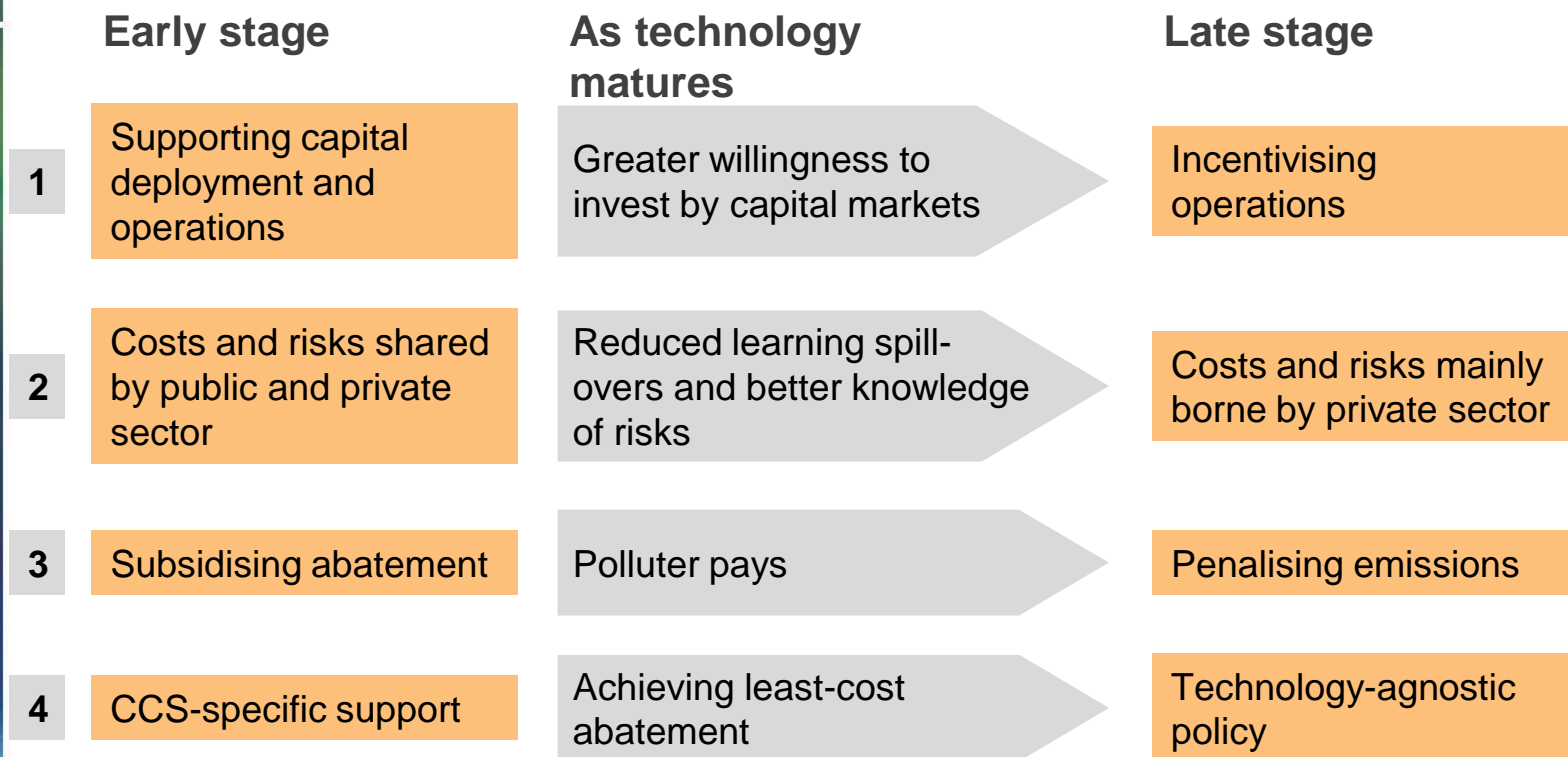 Early stage
As technology
matures
Late stage
1
Supporting capital
deployment and
operations
Greater willingness to
invest by capital markets
Incentivising
operations
2
Costs and risks shared
by public and private
sector
Reduced learning spill-
overs and better knowledge
of risks
Costs and risks mainly
borne by private sector
3
Subsidising abatement
Polluter pays
Penalising emissions
4
CCS-specific support
Achieving least-cost
abatement
Technology-agnostic
policy